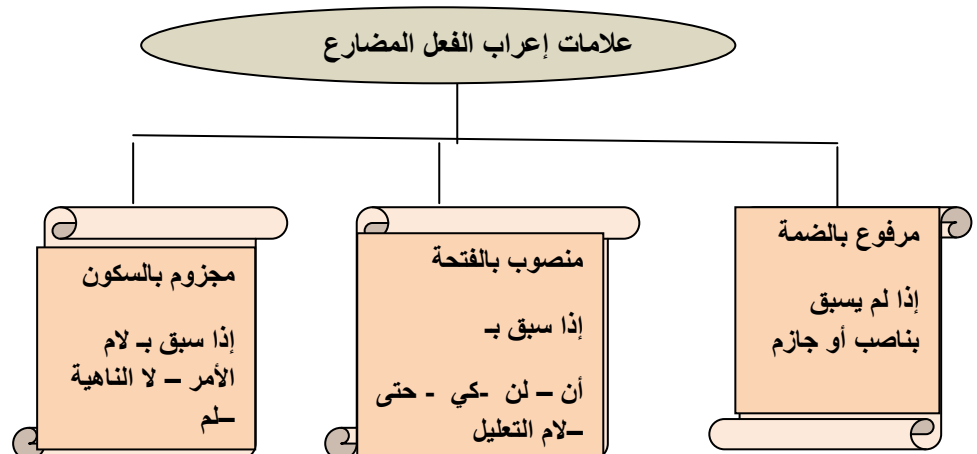 علامات إعراب الفعل المضارع
مرفوع بالضمة
إذا لم يسبق
بناصب أو جازم
منصوب بالفتحة
إذا سبق بـ
أن – لن -كي - حتى
–لام التعليل
مجزوم بالسكون
إذا سبق بـ لام
الأمر – لا الناهية
–لم